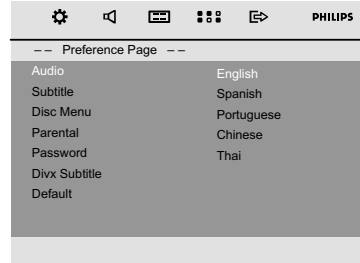 PHILIPS
-- Preference Page --
Audio English
Subtitle Spanish
Disc Menu Portuguese
Parental Chinese
Password Thai
Divx Subtitle
Default